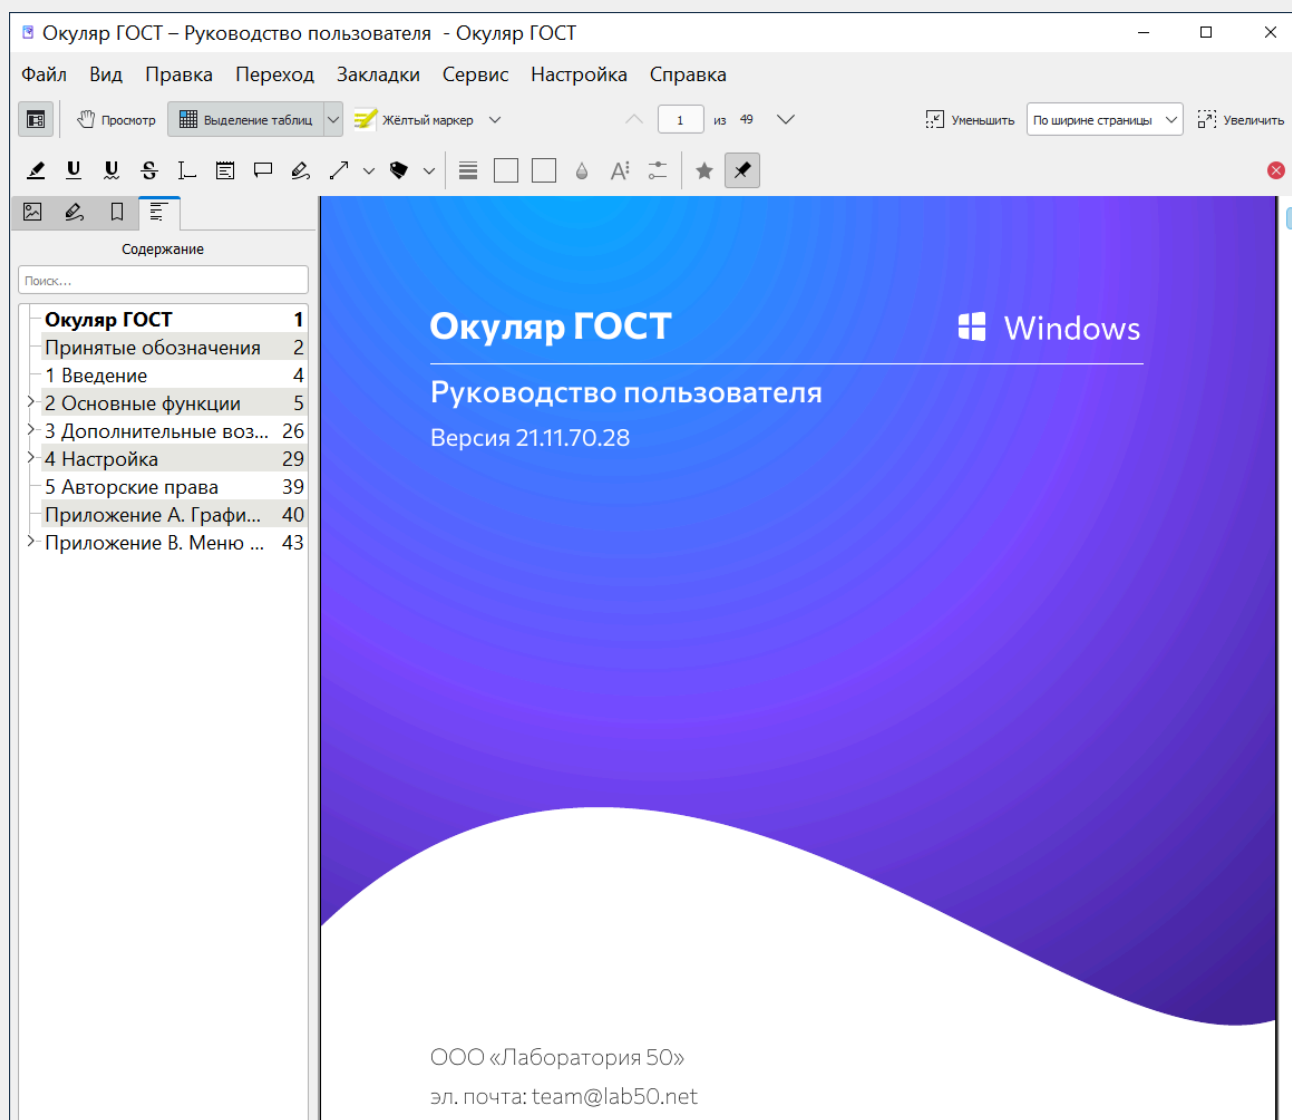 Окуляр ГОСТ – Руководство пользователя - Окуляр ГОСТ
Файл Вид Правка Переход Закладки Сервис Настройка Справка
Просмотр Выделение таблиц Жёлтый маркер 1 из 49 Уменьшить По ширине страницы Увеличить
Содержание
Поиск...
Окуляр ГОСТ 1
Принятые обозначения 2
1 Введение 4
2 Основные функции 5
3 Дополнительные воз... 26
4 Настройка 29
5 Авторские права 39
Приложение А. Графи... 40
Приложение В. Меню ... 43
Окуляр ГОСТ
Windows
Руководство пользователя
Версия 21.11.70.28
ООО «Лаборатория 50»
эл. почта: team@lab50.net